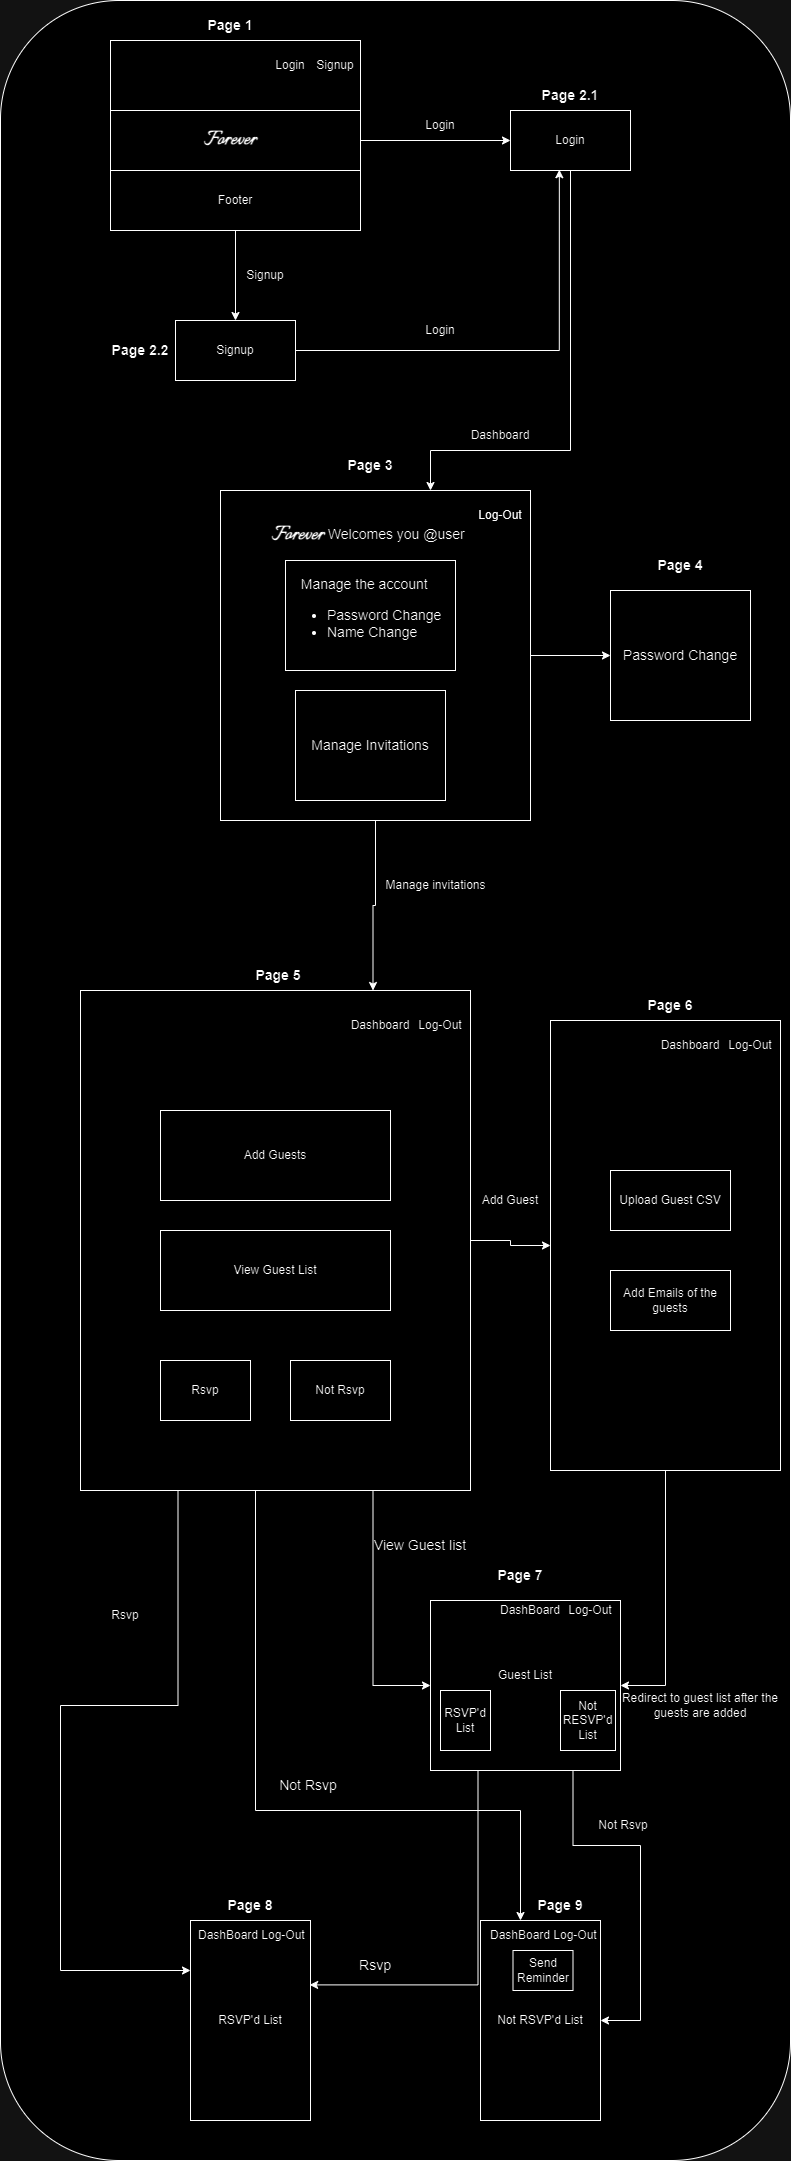 Page 1
Login Signup
Forever
Footer
Login
Page 2.1
Login
Signup
Page 2.2
Signup
Login
Dashboard
Page 3
Log-Out
Forever Welcomes you @user
Manage the account
• Password Change
• Name Change
Manage Invitations
Page 4
Password Change
Manage invitations
Page 5
Dashboard Log-Out
Add Guests
View Guest List
Rsvp
Not Rsvp
Add Guest
Page 6
Dashboard Log-Out
Upload Guest CSV
Add Emails of the
guests
View Guest list
Rsvp
Page 7
DashBoard Log-Out
Guest List
RSVP'd
List
Not
RESVP'd
List
Redirect to guest list after the
guests are added
Not Rsvp
Not Rsvp
Page 8
DashBoard Log-Out
RSVP'd List
Rsvp
Page 9
DashBoard Log-Out
Send
Reminder
Not RSVP'd List